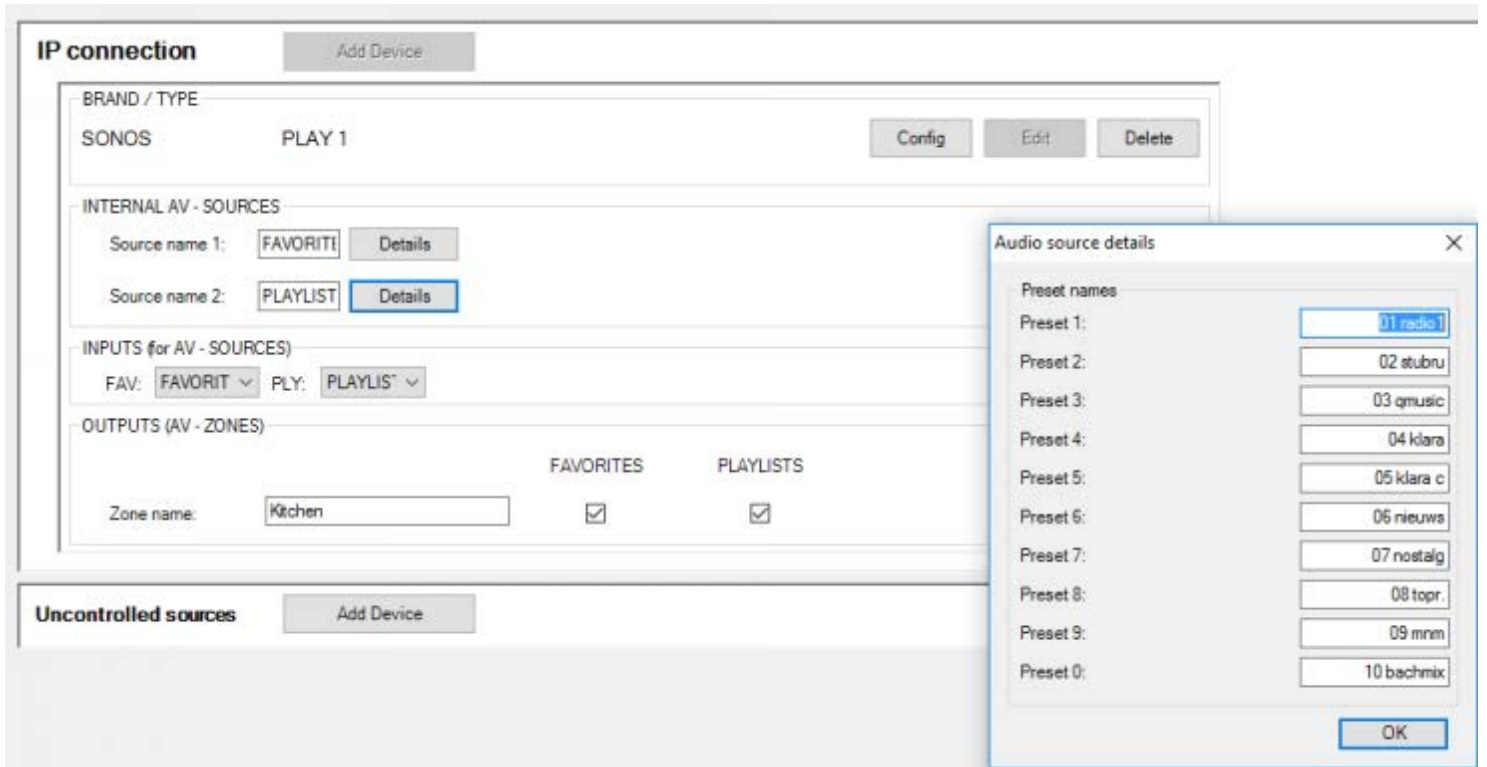 IP connection
Add Device
BRAND / TYPE
SONOS PLAY 1
Config Edit Delete
INTERNAL AV - SOURCES
Source name 1: FAVORITE Details
Source name 2: PLAYLIST Details
INPUTS (for AV - SOURCES)
FAV: FAVORIT PLY: PLAYLIS
OUTPUTS (AV - ZONES)
FAVORITES PLAYLISTS
Zone name: Kitchen
Uncontrolled sources
Add Device
Audio source details
Preset names
Preset 1: 01 radio1
Preset 2: 02 stubru
Preset 3: 03 qmusic
Preset 4: 04 klara
Preset 5: 05 klara c
Preset 6: 06 nieuws
Preset 7: 07 nostalg
Preset 8: 08 topr.
Preset 9: 09 mnm
Preset 0: 10 bachmix
OK